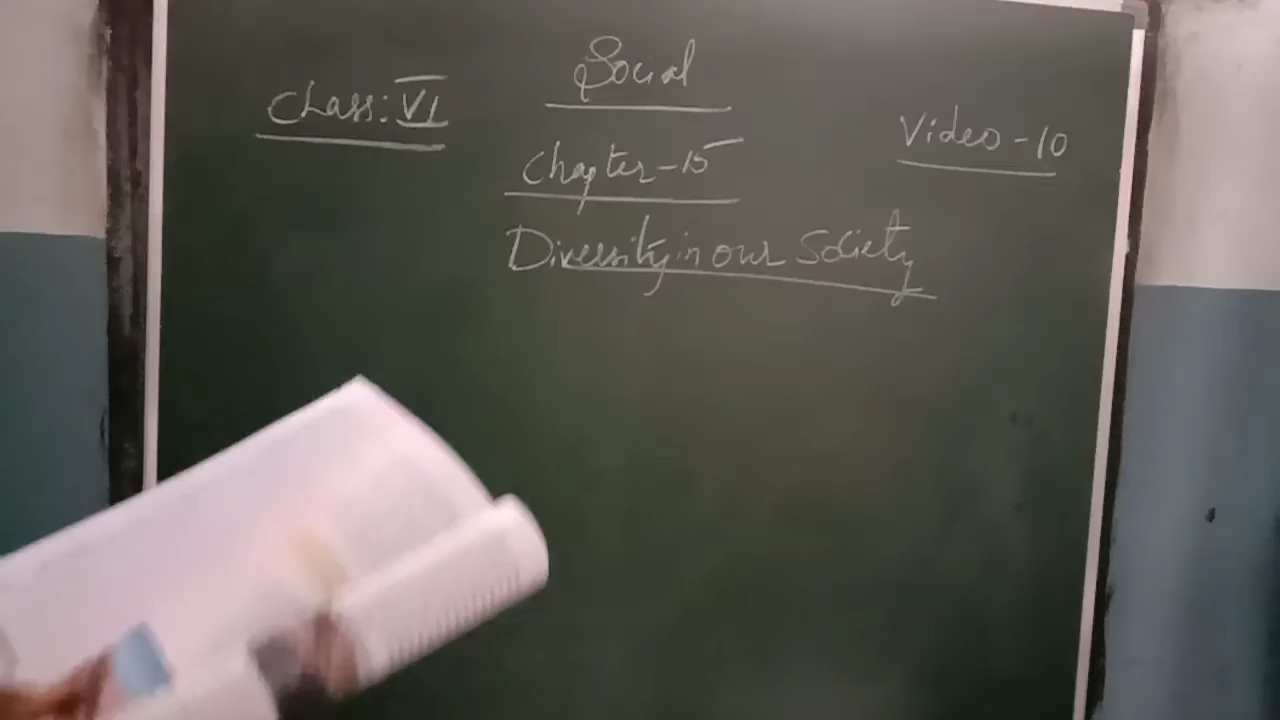 Social
Class: VI
Video - 10
Chapter - 15
Diversity in our Society